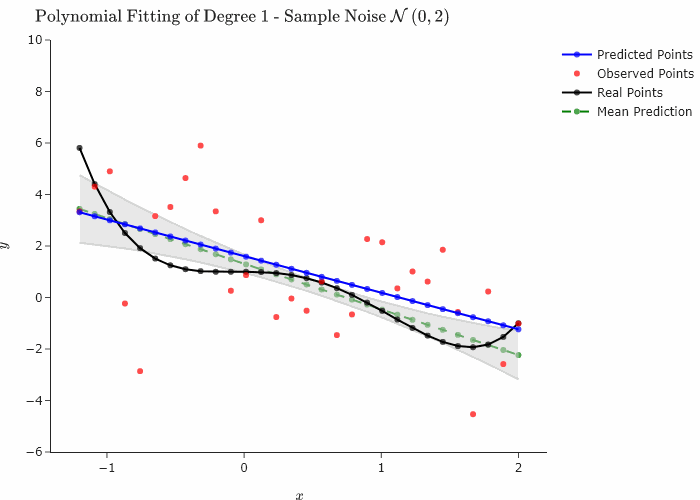 Polynomial Fitting of Degree 1 - Sample Noise 𝒩 (0, 2)
10
8
6
4
2
0
−2
−4
−6
y
−1
0
1
2
x
Predicted Points
Observed Points
Real Points
Mean Prediction